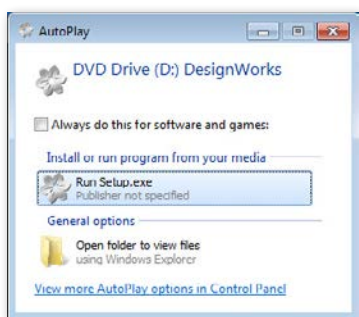 AutoPlay
DVD Drive (D:) DesignWorks
Always do this for software and games:
Install or run program from your media
Run Setup.exe
Publisher not specified
General options
Open folder to view files
using Windows Explorer
View more AutoPlay options in Control Panel